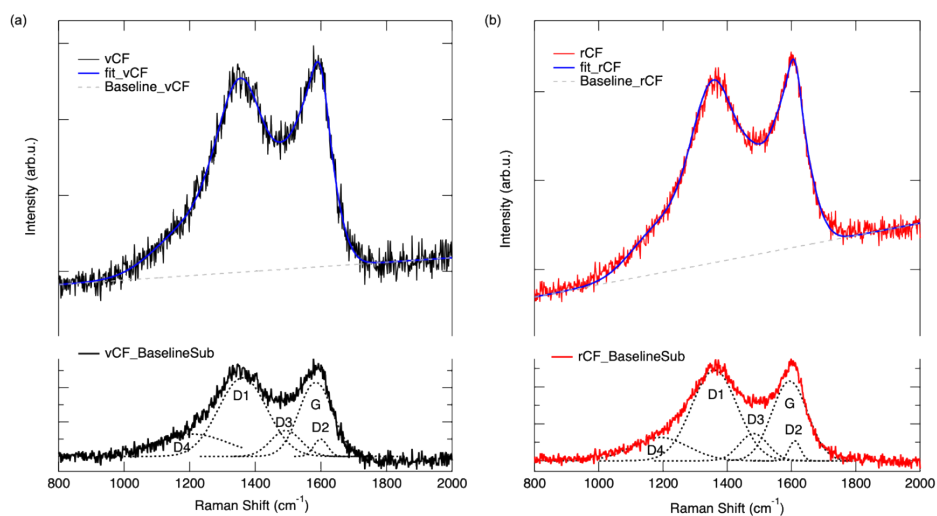 (a)
vCF
fit_vCF
Baseline_vCF
Intensity (arb.u.)
vCF_BaselineSub
D1
G
D3
D2
D4
800 1000 1200 1400 1600 1800 2000
Raman Shift (cm-1)
(b)
rCF
fit_rCF
Baseline_rCF
Intensity (arb.u.)
rCF_BaselineSub
D1
G
D3
D2
D4
800 1000 1200 1400 1600 1800 2000
Raman Shift (cm-1)